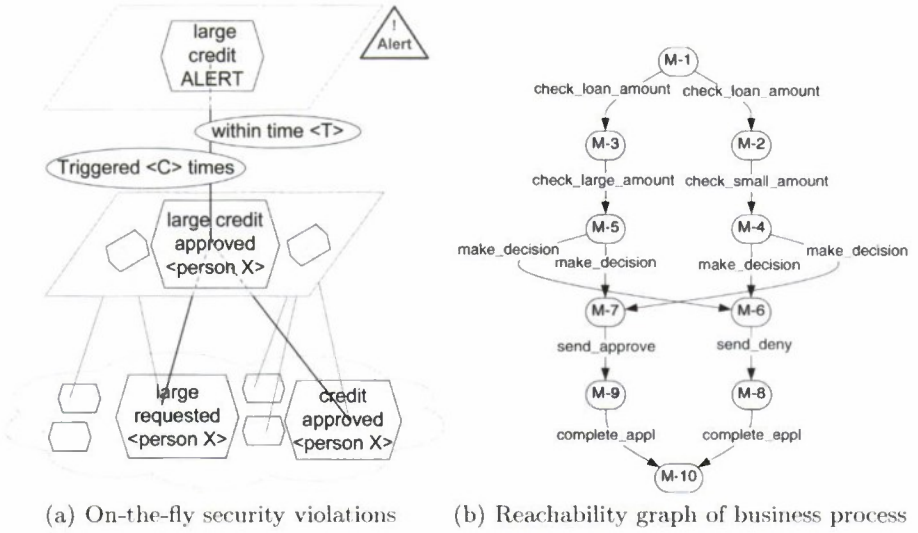 large
credit
ALERT
!
Alert
within time <T>
Triggered <C> times
large credit
approved
<person X>
large
requested
<person X>
credit
approved
<person X>
(a) On-the-fly security violations
M-1
check_loan_amount check_loan_amount
M-3 M-2
check_large_amount check_small_amount
M-5 M-4
make_decision make_decision
make_decision make_decision
M-7 M-6
send_approve send_deny
M-9 M-8
complete_appl complete_appl
M-10
(b) Reachability graph of business process